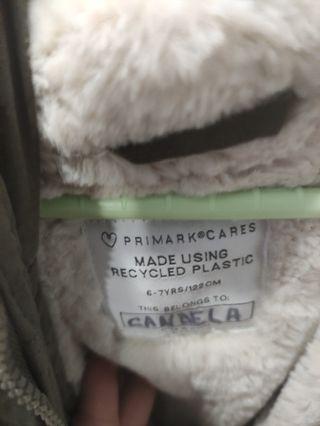 PRIMARK®CARES
MADE USING
RECYCLED PLASTIC
6-7YRS/122CM
THIS BELONGS TO:
CANDELA